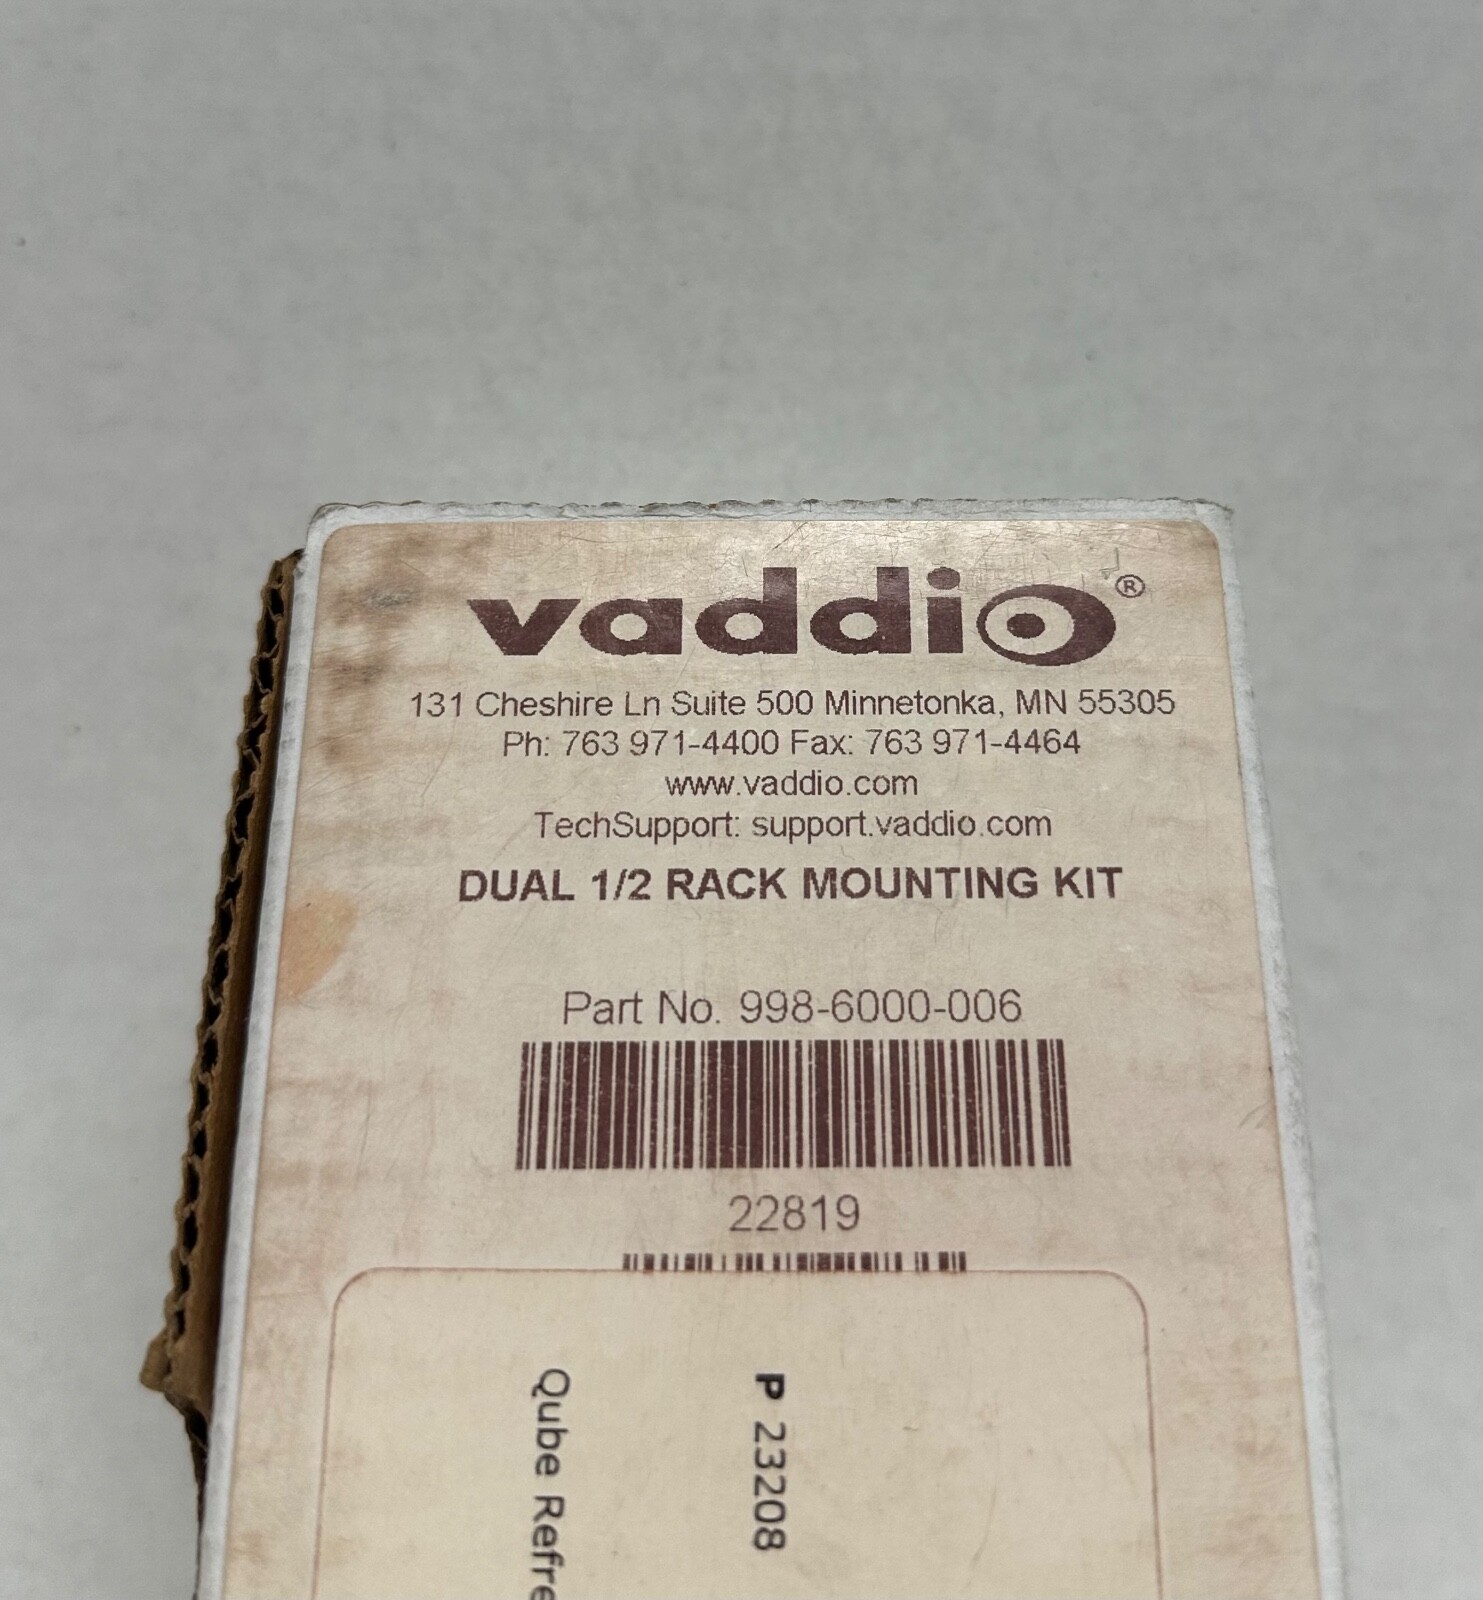 vaddio®
131 Cheshire Ln Suite 500 Minnetonka, MN 55305
Ph: 763 971-4400 Fax: 763 971-4464
www.vaddio.com
TechSupport: support.vaddio.com
DUAL 1/2 RACK MOUNTING KIT
Part No. 998-6000-006
22819
P 23208
Qube Refre